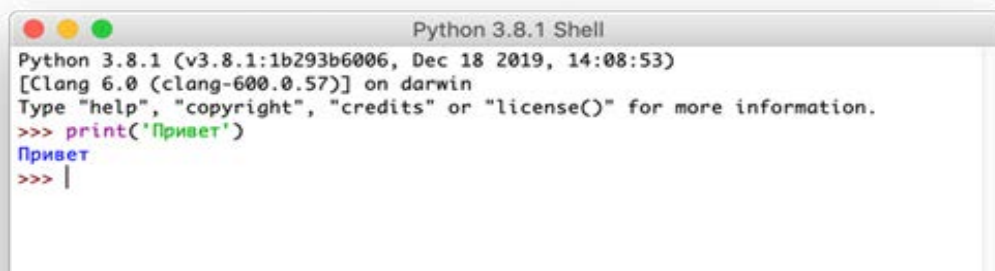 Python 3.8.1 Shell
Python 3.8.1 (v3.8.1:1b293b6006, Dec 18 2019, 14:08:53)
[Clang 6.0 (clang-600.0.57)] on darwin
Type "help", "copyright", "credits" or "license()" for more information.
>>> print('Привет')
Привет
>>>